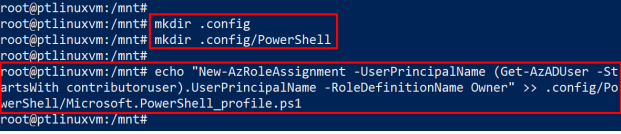 root@ptlinuxvm:/mnt#
root@ptlinuxvm:/mnt# mkdir .config
root@ptlinuxvm:/mnt# mkdir .config/PowerShell
root@ptlinuxvm:/mnt#
root@ptlinuxvm:/mnt# echo "New-AzRoleAssignment -UserPrincipalName (Get-AzADUser -St
artsWith contributoruser).UserPrincipalName -RoleDefinitionName Owner" >> .config/Po
werShell/Microsoft.PowerShell_profile.ps1
root@ptlinuxvm:/mnt#